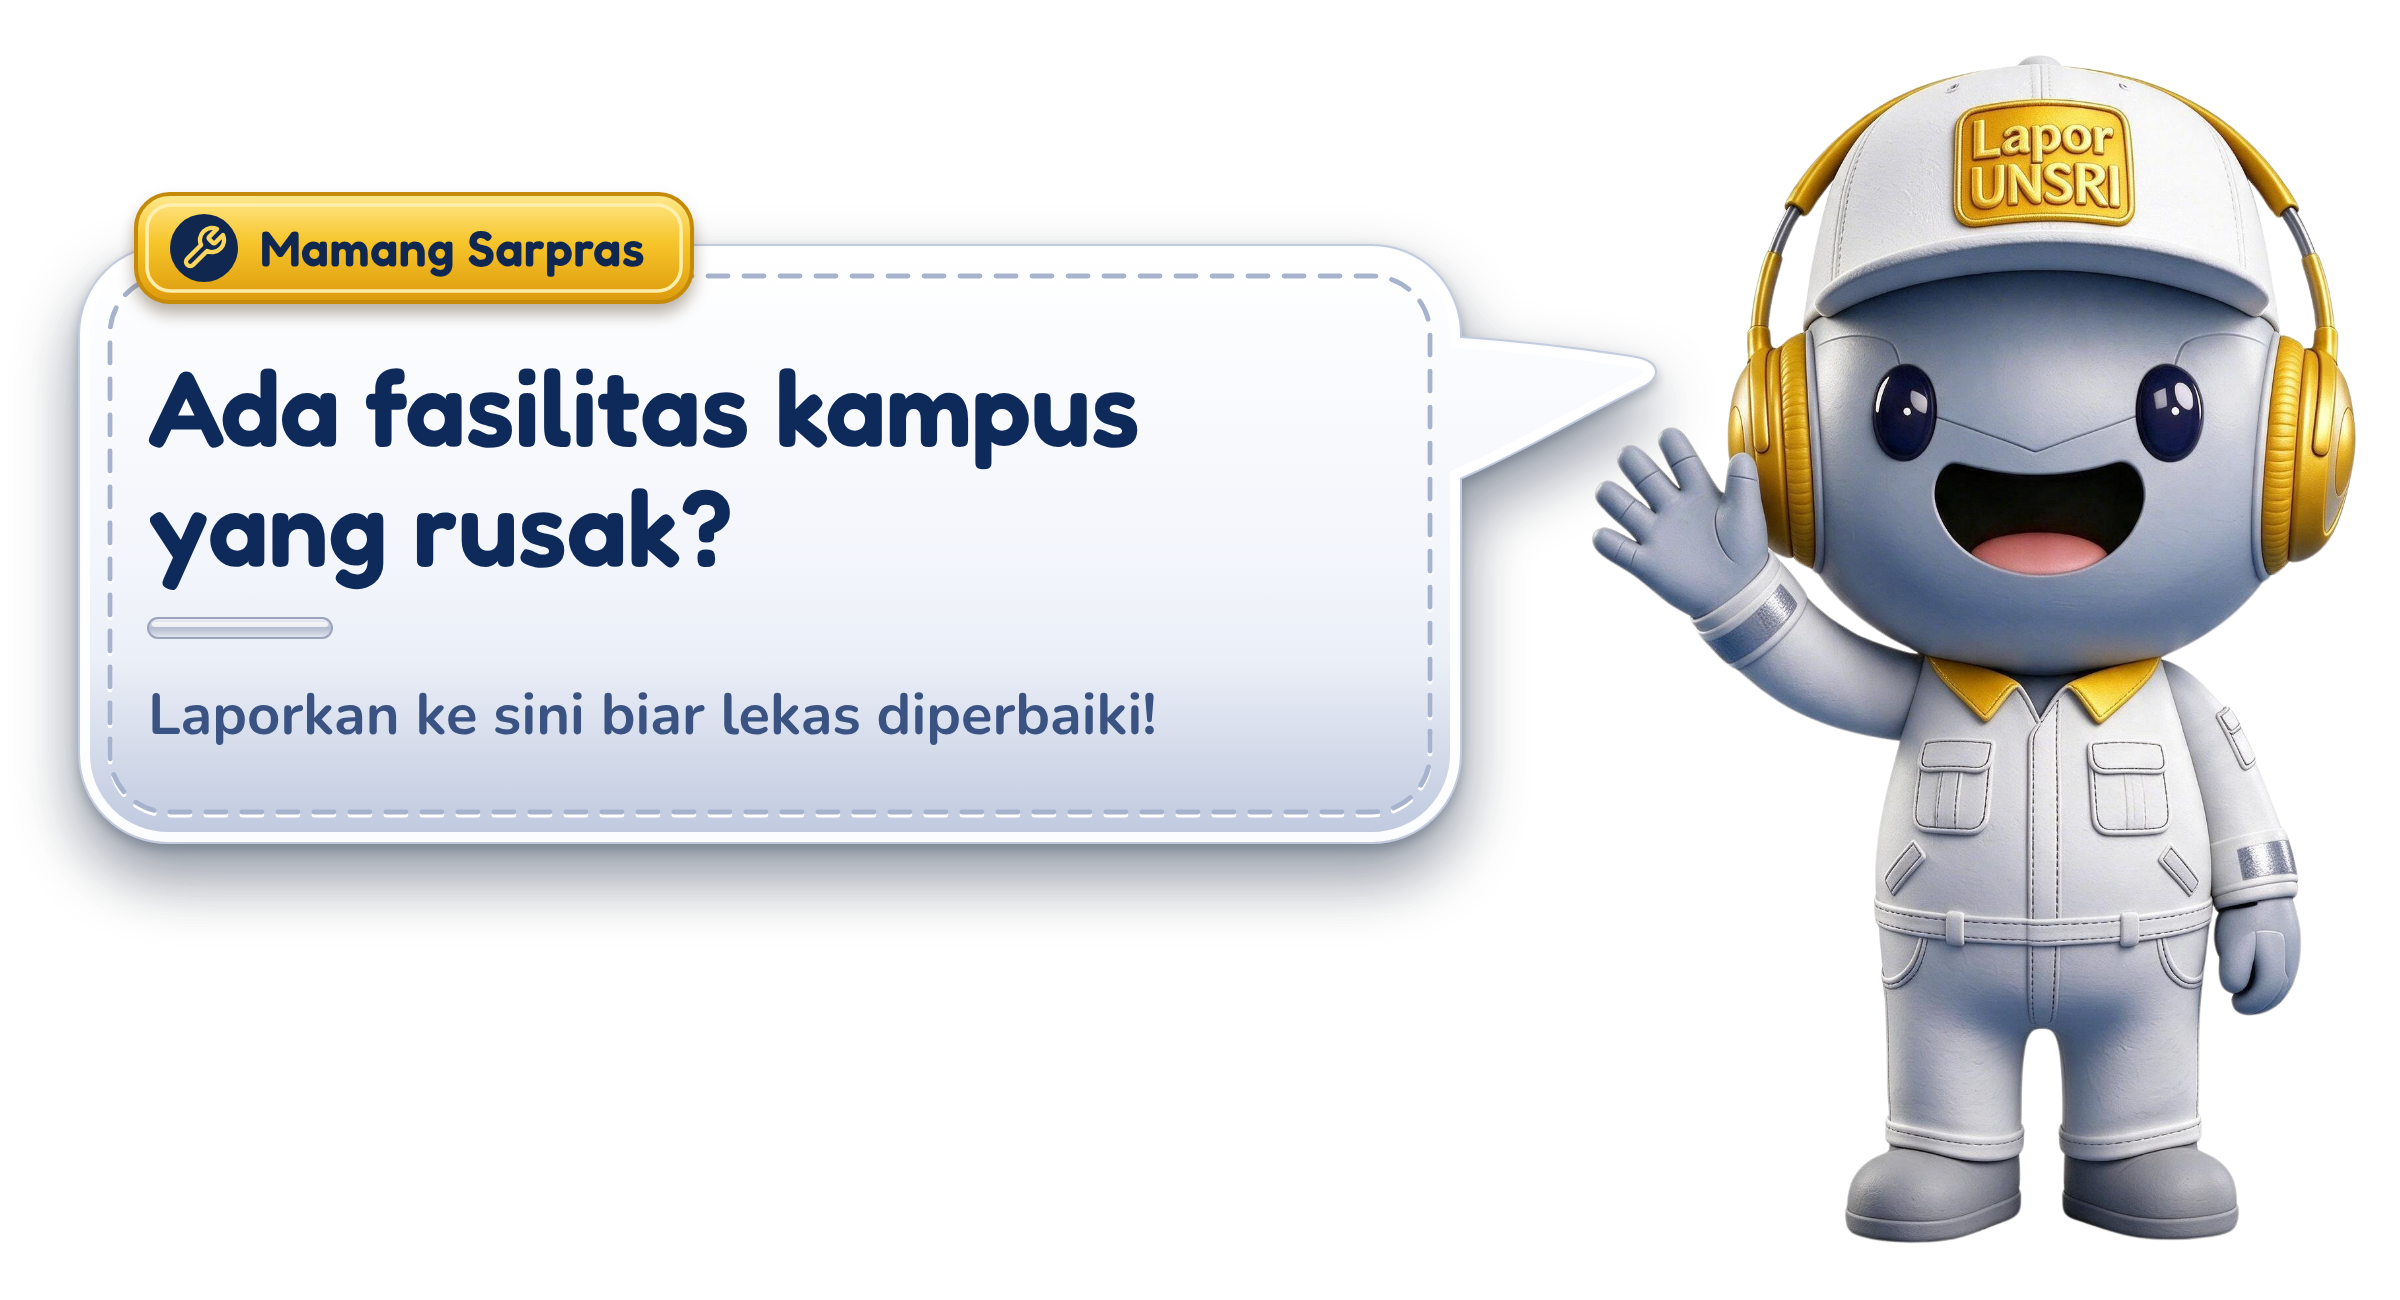 Mamang Sarpras
Ada fasilitas kampus
yang rusak?
Laporkan ke sini biar lekas diperbaiki!
Lapor
UNSRI